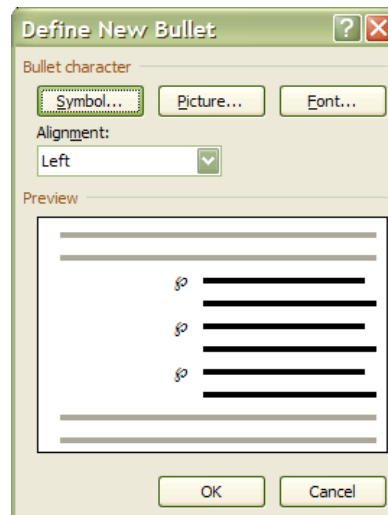 Define New Bullet
Bullet character
Symbol... Picture... Font...
Alignment:
Left
Preview
℘
℘
℘
OK Cancel